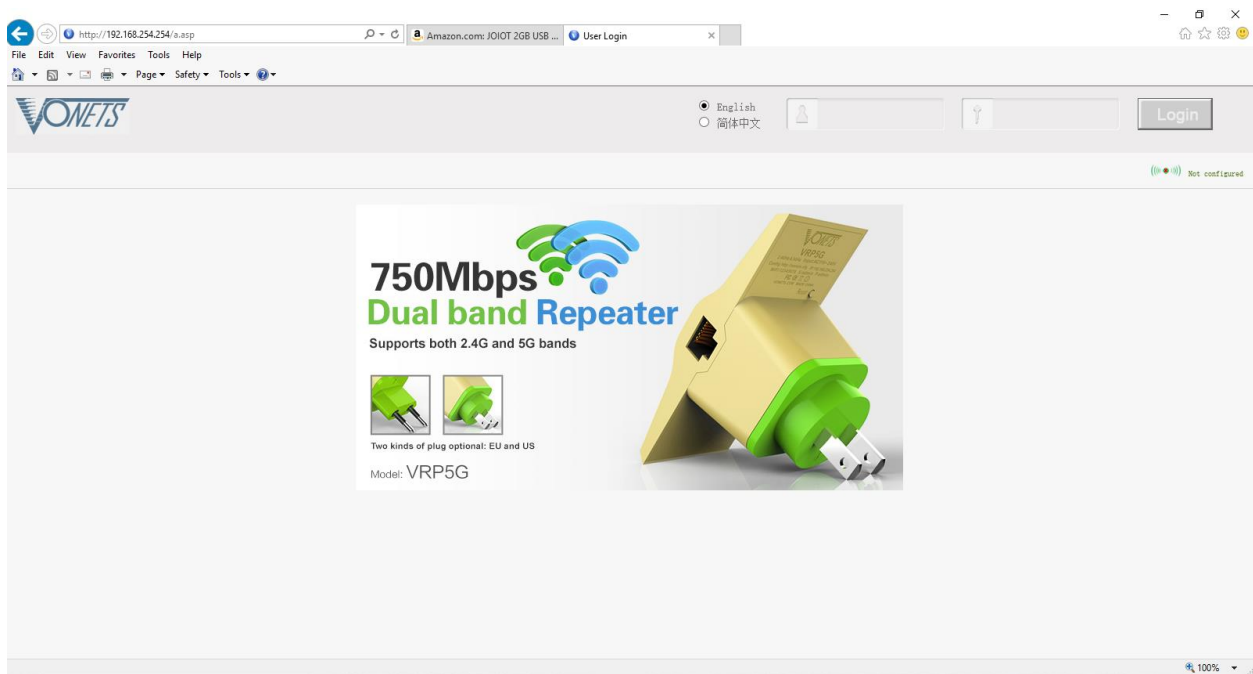 http://192.168.254.254/a.asp
Amazon.com: JOIOT 2GB USB ...
User Login
File Edit View Favorites Tools Help
Page Safety Tools
VONETS
English
简体中文
Login
Not configured
750Mbps
Dual band Repeater
Supports both 2.4G and 5G bands
Two kinds of plug optional: EU and US
Model: VRP5G
VONETS
VRP5G
100%